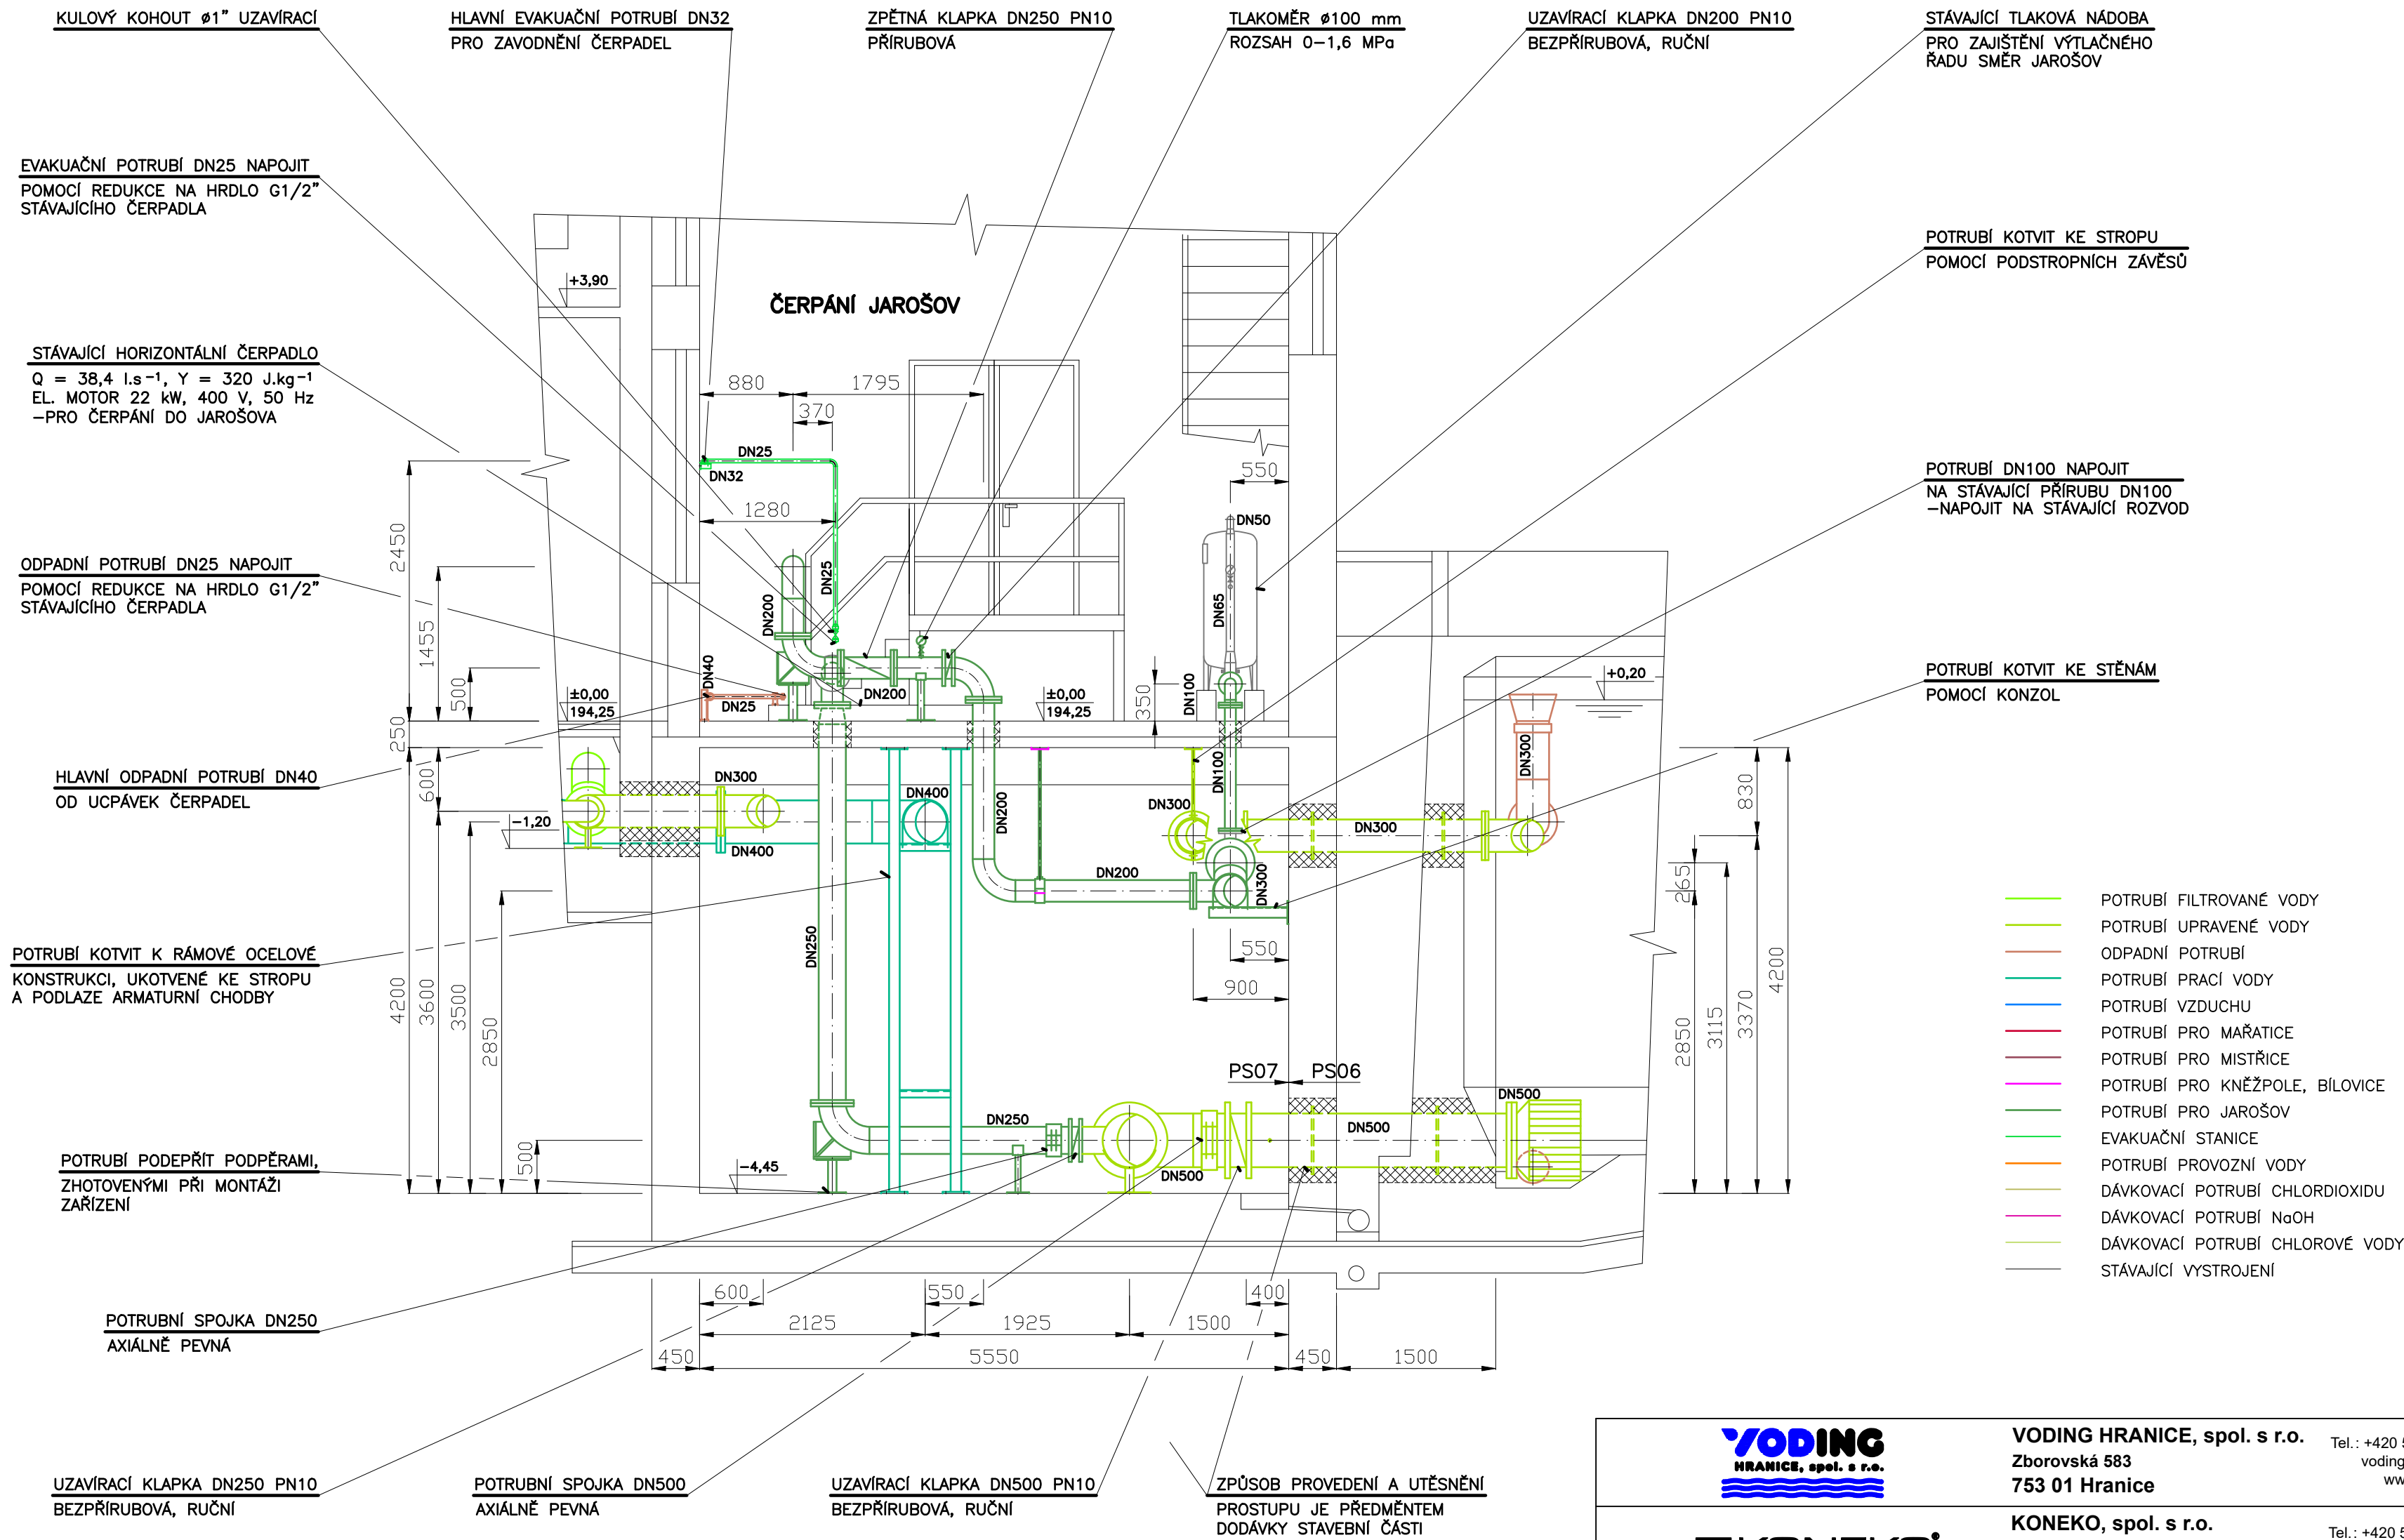 KULOVÝ KOHOUT ø1” UZAVÍRACÍ
HLAVNÍ EVAKUAČNÍ POTRUBÍ DN32
PRO ZAVODNĚNÍ ČERPADEL
ZPĚTNÁ KLAPKA DN250 PN10
PŘÍRUBOVÁ
TLAKOMĚR ø100 mm
ROZSAH 0–1,6 MPa
UZAVÍRACÍ KLAPKA DN200 PN10
BEZPŘÍRUBOVÁ, RUČNÍ
STÁVAJÍCÍ TLAKOVÁ NÁDOBA
PRO ZAJIŠTĚNÍ VÝTLAČNÉHO
ŘADU SMĚR JAROŠOV
EVAKUAČNÍ POTRUBÍ DN25 NAPOJIT
POMOCÍ REDUKCE NA HRDLO G1/2”
STÁVAJÍCÍHO ČERPADLA
POTRUBÍ KOTVIT KE STROPU
POMOCÍ PODSTROPNÍCH ZÁVĚSŮ
STÁVAJÍCÍ HORIZONTÁLNÍ ČERPADLO
Q = 38,4 l.s⁻¹, Y = 320 J.kg⁻¹
EL. MOTOR 22 kW, 400 V, 50 Hz
–PRO ČERPÁNÍ DO JAROŠOVA
POTRUBÍ DN100 NAPOJIT
NA STÁVAJÍCÍ PŘÍRUBU DN100
–NAPOJIT NA STÁVAJÍCÍ ROZVOD
ODPADNÍ POTRUBÍ DN25 NAPOJIT
POMOCÍ REDUKCE NA HRDLO G1/2”
STÁVAJÍCÍHO ČERPADLA
POTRUBÍ KOTVIT KE STĚNÁM
POMOCÍ KONZOL
HLAVNÍ ODPADNÍ POTRUBÍ DN40
OD UCPÁVEK ČERPADEL
POTRUBÍ KOTVIT K RÁMOVÉ OCELOVÉ
KONSTRUKCI, UKOTVENÉ KE STROPU
A PODLAZE ARMATURNÍ CHODBY
POTRUBÍ PODEPŘÍT PODPĚRAMI,
ZHOTOVENÝMI PŘI MONTÁŽI
ZAŘÍZENÍ
POTRUBNÍ SPOJKA DN250
AXIÁLNĚ PEVNÁ
UZAVÍRACÍ KLAPKA DN250 PN10
BEZPŘÍRUBOVÁ, RUČNÍ
POTRUBNÍ SPOJKA DN500
AXIÁLNĚ PEVNÁ
UZAVÍRACÍ KLAPKA DN500 PN10
BEZPŘÍRUBOVÁ, RUČNÍ
ZPŮSOB PROVEDENÍ A UTĚSNĚNÍ
PROSTUPU JE PŘEDMĚNTEM
DODÁVKY STAVEBNÍ ČÁSTI
+3,90
ČERPÁNÍ JAROŠOV
880
1795
370
DN25
DN32
550
1280
DN50
2450
DN25
1455
DN200
DN65
500
DN40
DN25
±0,00
194,25
DN200
±0,00
194,25
350
DN100
+0,20
250
600
DN300
DN400
DN200
DN100
DN300
DN300
DN300
830
–1,20
DN400
DN200
DN300
265
DN250
550
900
4200
3600
3500
2850
2850
3115
3370
4200
PS07
PS06
DN500
DN250
DN500
500
–4,45
DN500
600
550
400
2125
1925
1500
450
5550
450
1500
POTRUBÍ FILTROVANÉ VODY
POTRUBÍ UPRAVENÉ VODY
ODPADNÍ POTRUBÍ
POTRUBÍ PRACÍ VODY
POTRUBÍ VZDUCHU
POTRUBÍ PRO MAŘATICE
POTRUBÍ PRO MISTŘICE
POTRUBÍ PRO KNĚŽPOLE, BÍLOVICE
POTRUBÍ PRO JAROŠOV
EVAKUAČNÍ STANICE
POTRUBÍ PROVOZNÍ VODY
DÁVKOVACÍ POTRUBÍ CHLORDIOXIDU
DÁVKOVACÍ POTRUBÍ NaOH
DÁVKOVACÍ POTRUBÍ CHLOROVÉ VODY
STÁVAJÍCÍ VYSTROJENÍ
VODING
HRANICE, spol. s r.o.
VODING HRANICE, spol. s r.o.
Zborovská 583
753 01 Hranice
Tel.: +420 5
voding
ww
KONEKO, spol. s r.o.
Tel.: +420 5